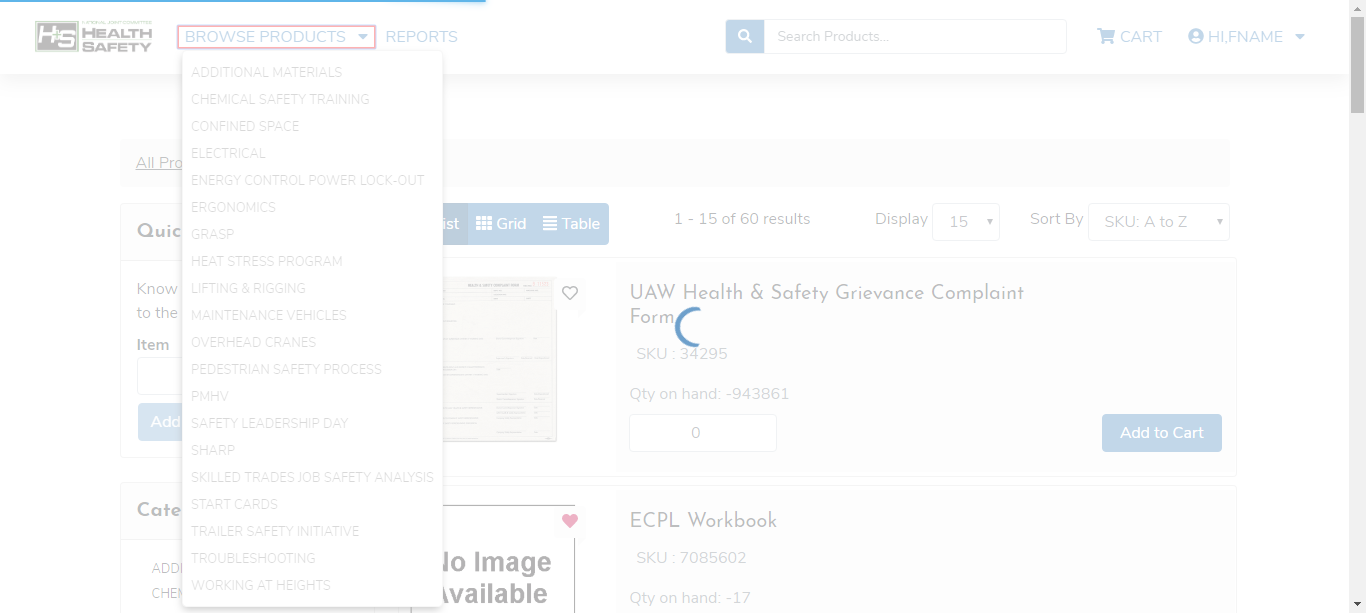 H+S HEALTH SAFETY
BROWSE PRODUCTS
REPORTS
Search Products...
CART
HI,FNAME
ADDITIONAL MATERIALS
CHEMICAL SAFETY TRAINING
CONFINED SPACE
ELECTRICAL
ENERGY CONTROL POWER LOCK-OUT
ERGONOMICS
GRASP
HEAT STRESS PROGRAM
LIFTING & RIGGING
MAINTENANCE VEHICLES
OVERHEAD CRANES
PEDESTRIAN SAFETY PROCESS
PMHV
SAFETY LEADERSHIP DAY
SHARP
SKILLED TRADES JOB SAFETY ANALYSIS
START CARDS
TRAILER SAFETY INITIATIVE
TROUBLESHOOTING
WORKING AT HEIGHTS
All Pro
Quic
Know
to the
Item
Add
Cate
ADDI
CHEM
ist
Grid
Table
1 - 15 of 60 results
Display
15
Sort By
SKU: A to Z
UAW Health & Safety Grievance Complaint
Form
SKU : 34295
Qty on hand: -943861
0
Add to Cart
No Image
Available
ECPL Workbook
SKU : 7085602
Qty on hand: -17